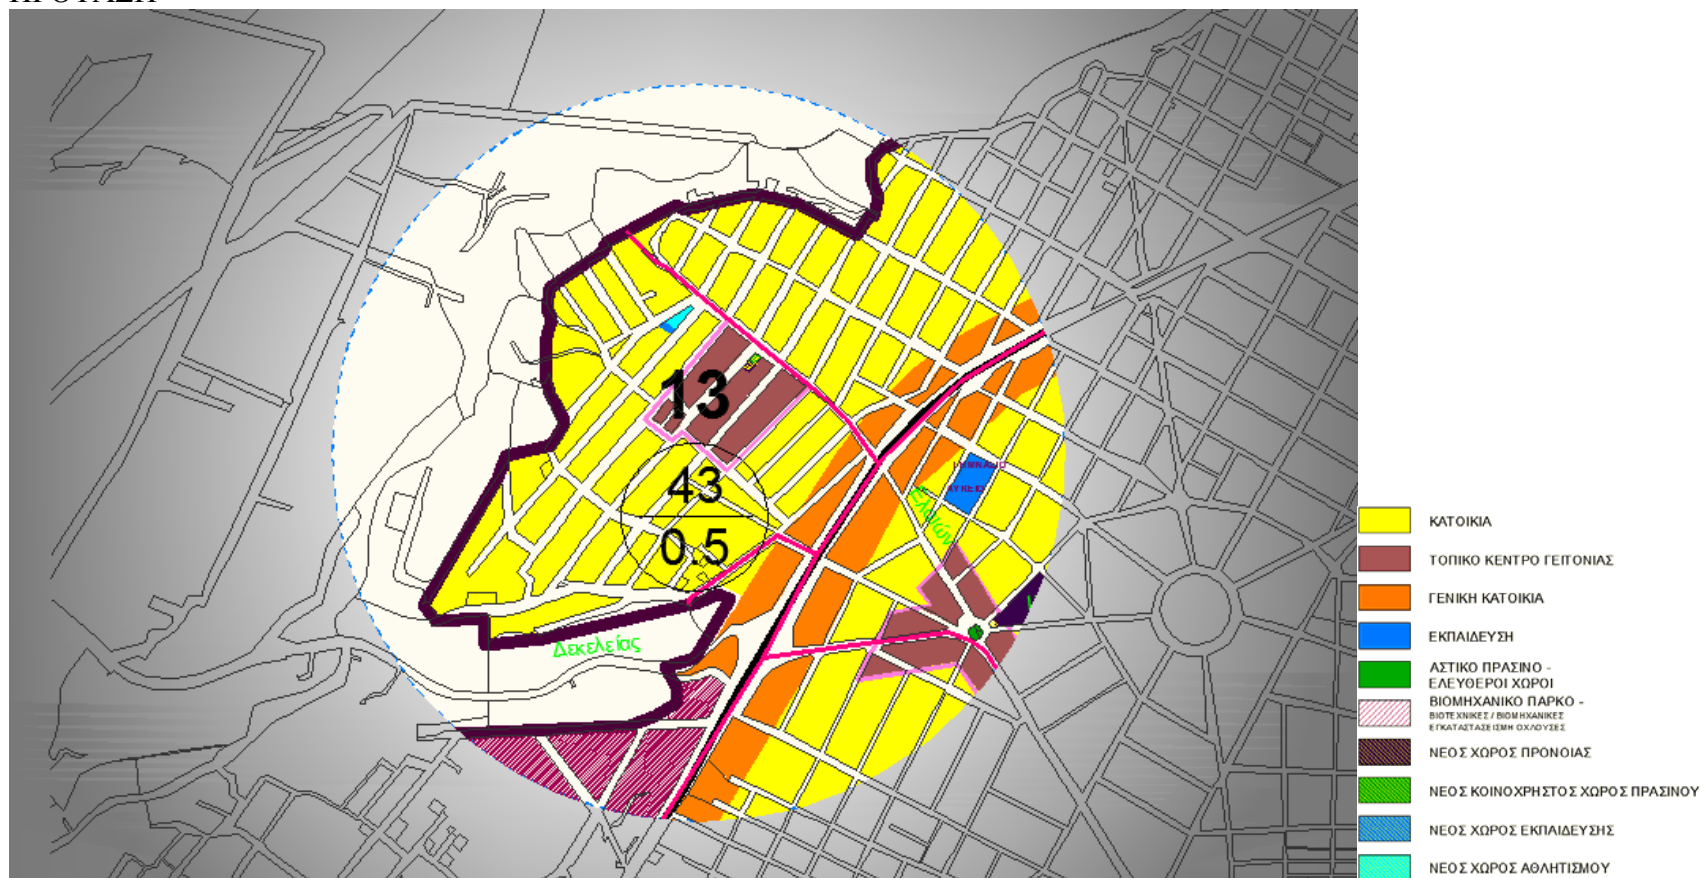 ΠΡΟΤΑΣΗ
13
43
0.5
ΓΥΜΝΑΣΙΟ
ΛΥΚΕΙΟ
Ελαιών
Δεκελείας
ΚΑΤΟΙΚΙΑ
ΤΟΠΙΚΟ ΚΕΝΤΡΟ ΓΕΙΤΟΝΙΑΣ
ΓΕΝΙΚΗ ΚΑΤΟΙΚΙΑ
ΕΚΠΑΙΔΕΥΣΗ
ΑΣΤΙΚΟ ΠΡΑΣΙΝΟ -
ΕΛΕΥΘΕΡΟΙ ΧΩΡΟΙ
ΒΙΟΜΗΧΑΝΙΚΟ ΠΑΡΚΟ -
ΒΙΟΤΕΧΝΙΚΕΣ / ΒΙΟΜΗΧΑΝΙΚΕΣ
ΕΓΚΑΤΑΣΤΑΣΕΙΣ ΜΗ ΟΧΛΟΥΣΕΣ
ΝΕΟΣ ΧΩΡΟΣ ΠΡΟΝΟΙΑΣ
ΝΕΟΣ ΚΟΙΝΟΧΡΗΣΤΟΣ ΧΩΡΟΣ ΠΡΑΣΙΝΟΥ
ΝΕΟΣ ΧΩΡΟΣ ΕΚΠΑΙΔΕΥΣΗΣ
ΝΕΟΣ ΧΩΡΟΣ ΑΘΛΗΤΙΣΜΟΥ